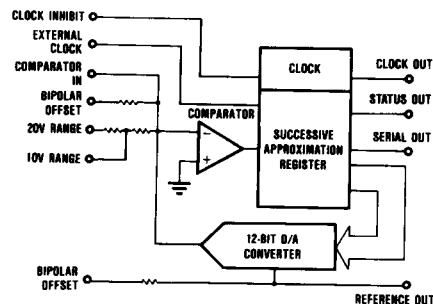 CLOCK INHIBIT
EXTERNAL
CLOCK
COMPARATOR
IN
BIPOLAR
OFFSET
20V RANGE
10V RANGE
COMPARATOR
−
+
CLOCK
SUCCESSIVE
APPROXIMATION
REGISTER
CLOCK OUT
STATUS OUT
SERIAL OUT
12-BIT D/A
CONVERTER
BIPOLAR
OFFSET
REFERENCE OUT